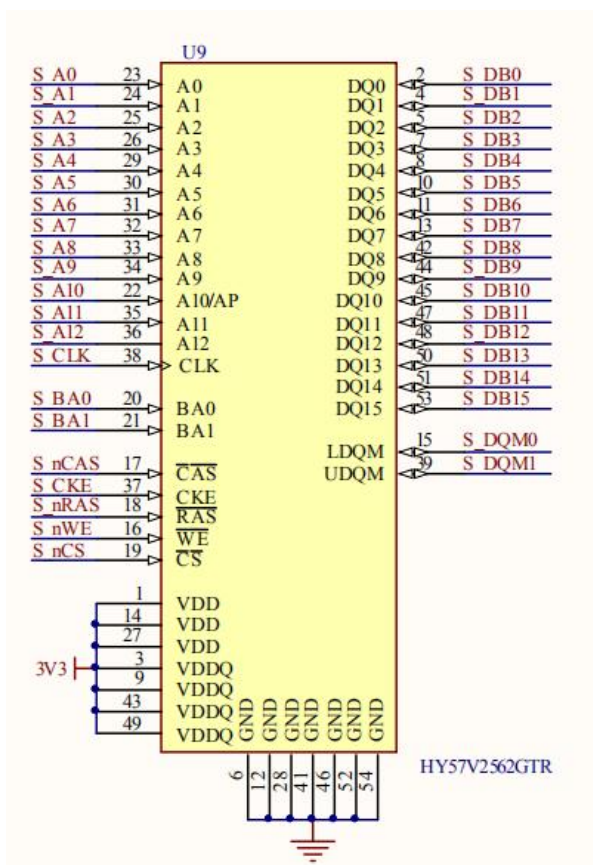 U9
S_A0 23 A0 DQ0 2 S_DB0
S_A1 24 A1 DQ1 4 S_DB1
S_A2 25 A2 DQ2 5 S_DB2
S_A3 26 A3 DQ3 7 S_DB3
S_A4 29 A4 DQ4 8 S_DB4
S_A5 30 A5 DQ5 10 S_DB5
S_A6 31 A6 DQ6 11 S_DB6
S_A7 32 A7 DQ7 13 S_DB7
S_A8 33 A8 DQ8 42 S_DB8
S_A9 34 A9 DQ9 44 S_DB9
S_A10 22 A10/AP DQ10 45 S_DB10
S_A11 35 A11 DQ11 47 S_DB11
S_A12 36 A12 DQ12 48 S_DB12
S_CLK 38 CLK DQ13 50 S_DB13
DQ14 51 S_DB14
S_BA0 20 BA0 DQ15 53 S_DB15
S_BA1 21 BA1
LDQM 15 S_DQM0
S_nCAS 17 CAS UDQM 39 S_DQM1
S_CKE 37 CKE
S_nRAS 18 RAS
S_nWE 16 WE
S_nCS 19 CS
1 VDD
14 VDD
27 VDD
3V3 3 VDDQ
9 VDDQ
43 VDDQ
49 VDDQ
GND GND GND GND GND GND GND
6 12 28 41 46 52 54
HY57V2562GTR